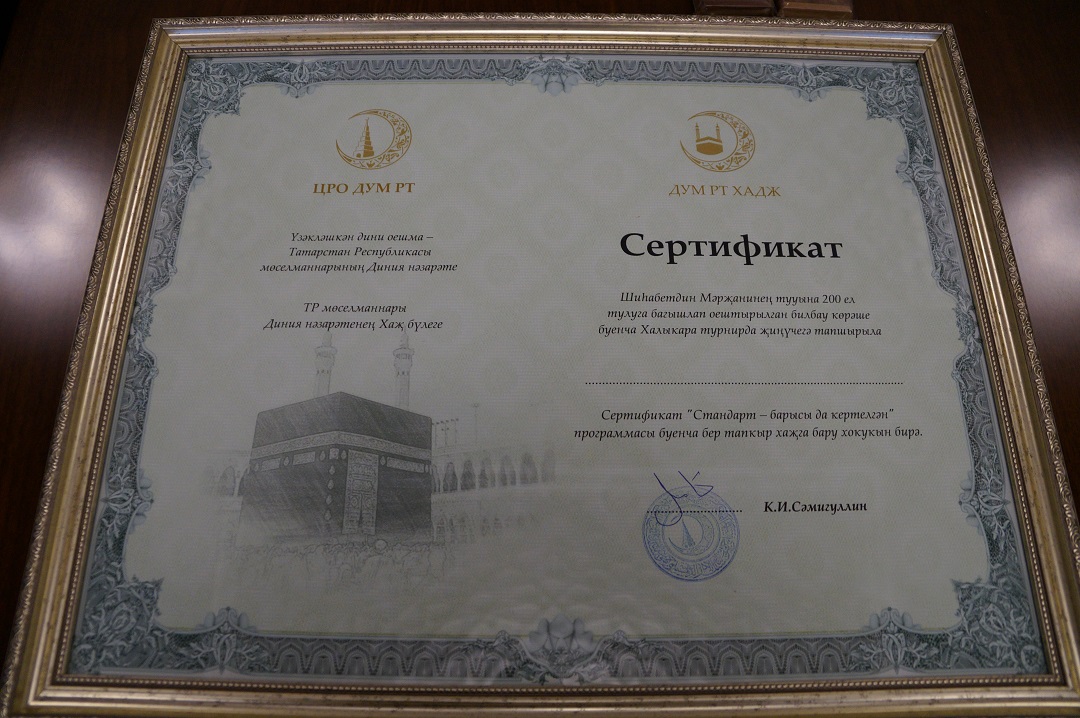 ЦРО ДУМ РТ
Үзәкләшкән дини оешма –
Татарстан Республикасы
мөселманнарының Диния нәзарәте
ТР мөселманнары
Диния нәзарәтенең Хаҗ бүлеге
ДУМ РТ ХАДЖ
Сертификат
Шиһабетдин Мәрҗанинең тууына 200 ел
тулуга багышлап оештырылган билбау көрәше
буенча Халыкара турнирда җиңүчегә тапшырыла
Сертификат "Стандарт – барысы да кертелгән"
программасы буенча бер тапкыр хаҗга бару хокукын бирә.
К.И.Сәмигуллин